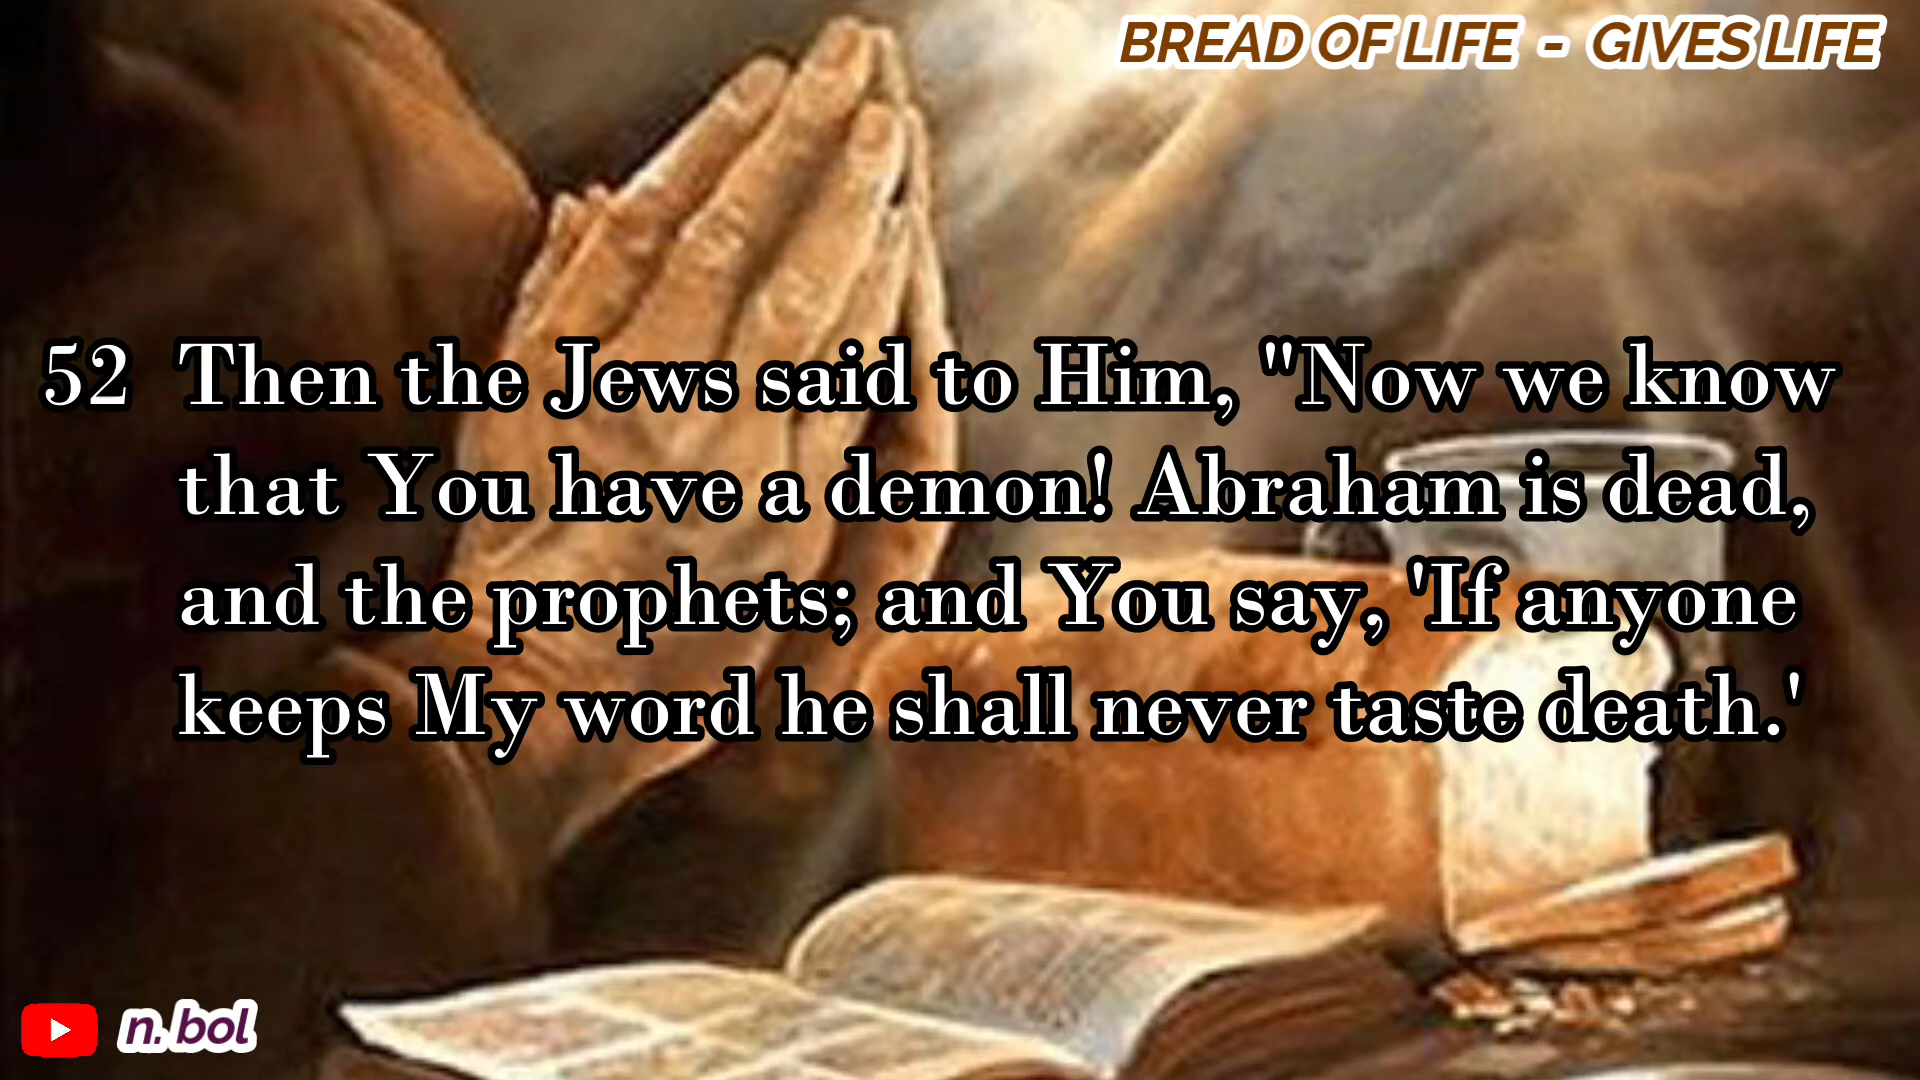 BREAD OF LIFE - GIVES LIFE
52 Then the Jews said to Him, "Now we know
that You have a demon! Abraham is dead,
and the prophets; and You say, 'If anyone
keeps My word he shall never taste death.'
n. bol